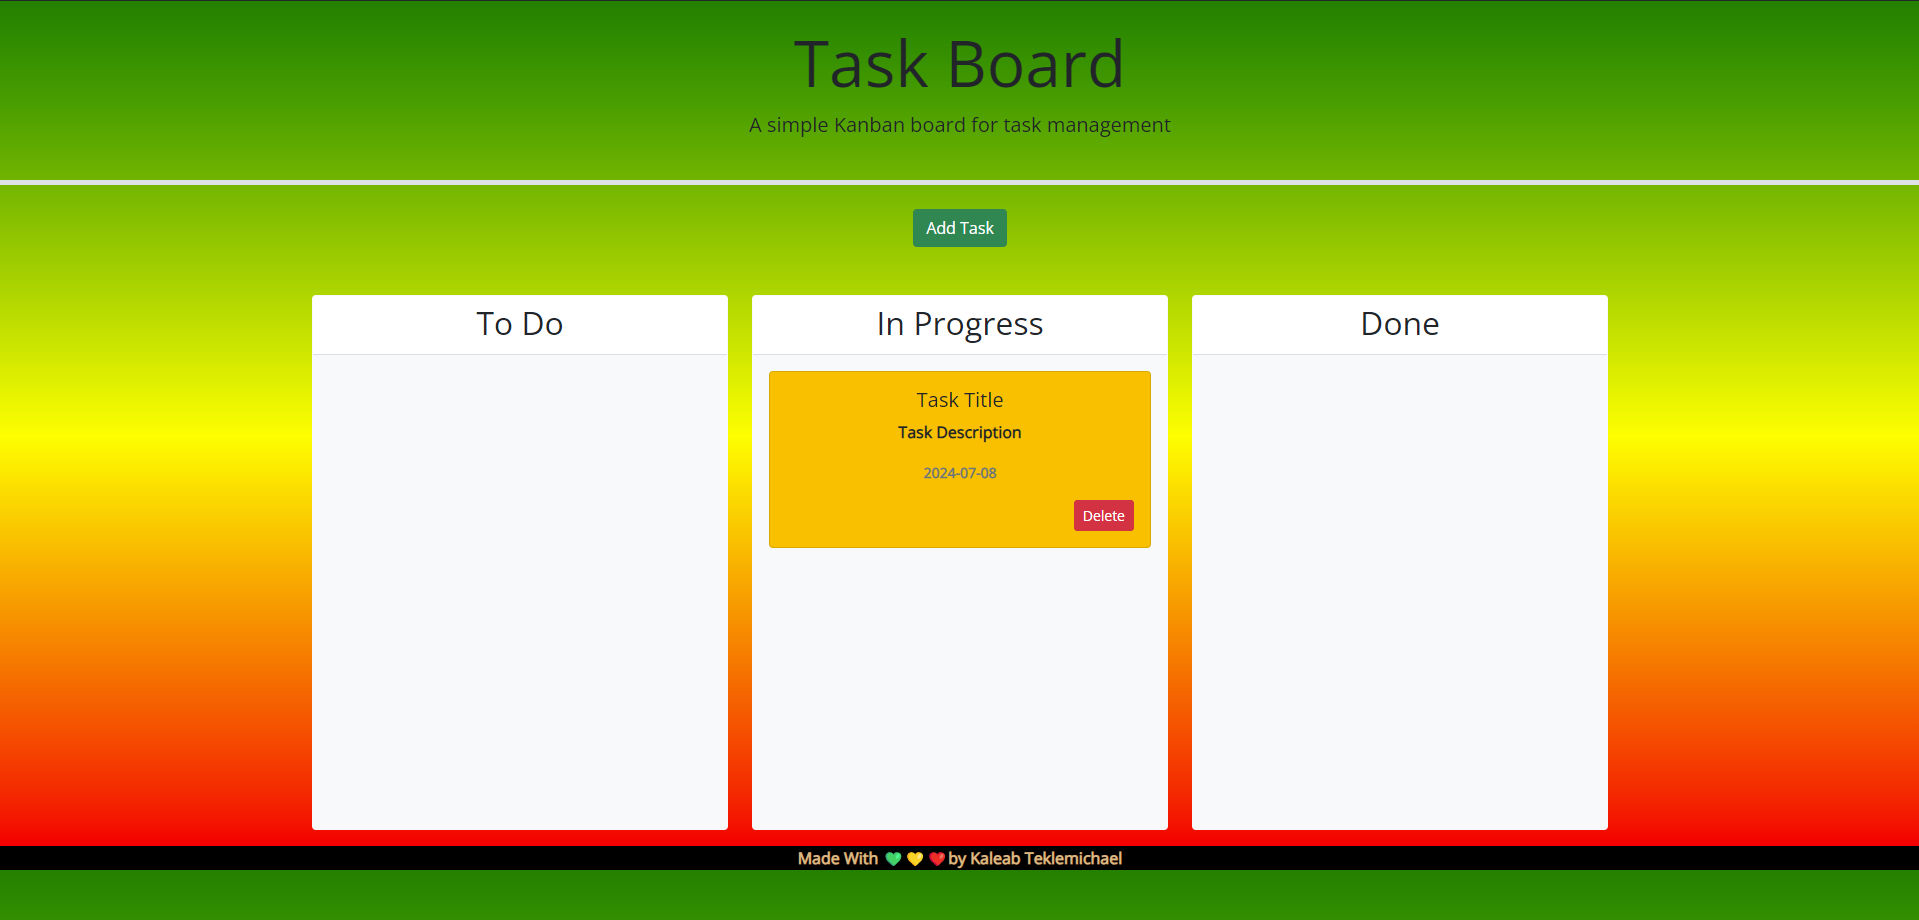 Task Board
A simple Kanban board for task management
Add Task
To Do
In Progress
Done
Task Title
Task Description
2024-07-08
Delete
Made With 💚 💛 ❤️ by Kaleab Teklemichael